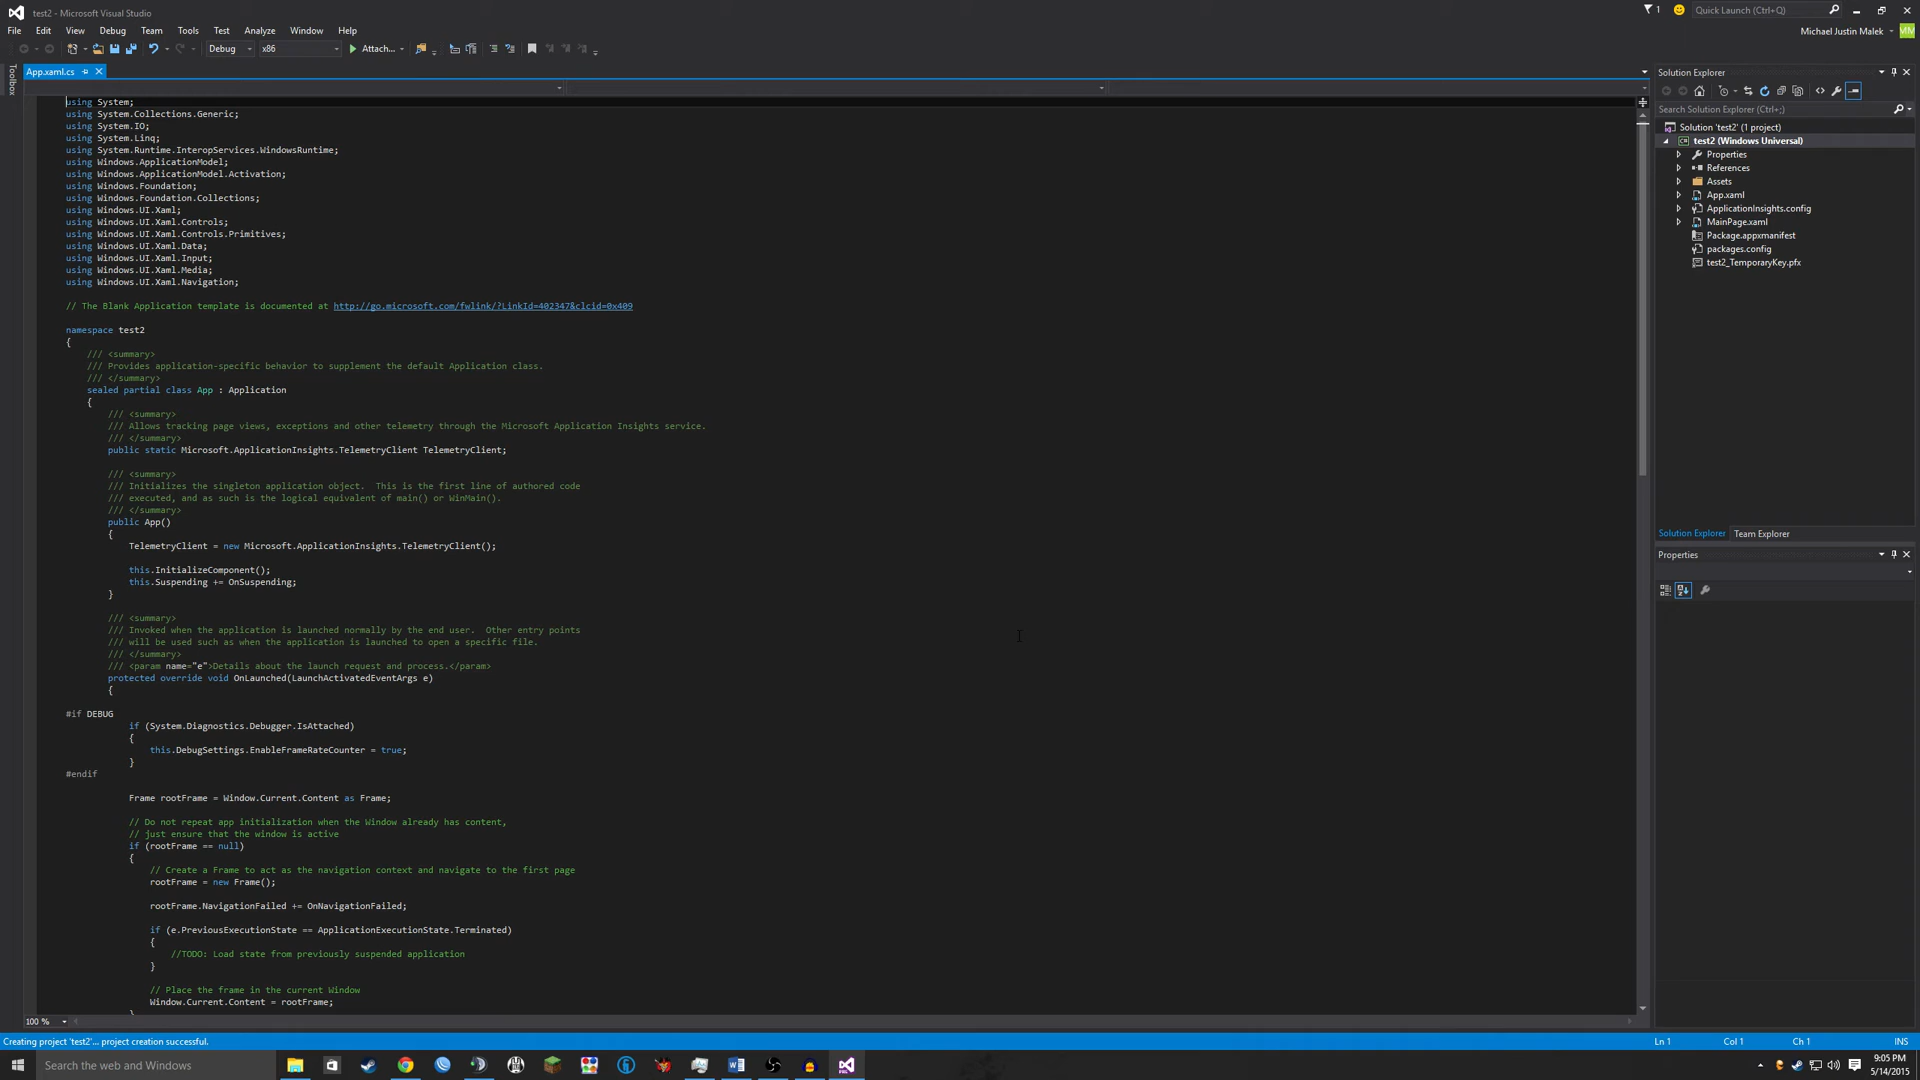 test2 - Microsoft Visual Studio
1
Quick Launch (Ctrl+Q)
File Edit View Debug Team Tools Test Analyze Window Help
Michael Justin Malek
MM
Debug x86 Attach...
Toolbox
App.xaml.cs
using System;
using System.Collections.Generic;
using System.IO;
using System.Linq;
using System.Runtime.InteropServices.WindowsRuntime;
using Windows.ApplicationModel;
using Windows.ApplicationModel.Activation;
using Windows.Foundation;
using Windows.Foundation.Collections;
using Windows.UI.Xaml;
using Windows.UI.Xaml.Controls;
using Windows.UI.Xaml.Controls.Primitives;
using Windows.UI.Xaml.Data;
using Windows.UI.Xaml.Input;
using Windows.UI.Xaml.Media;
using Windows.UI.Xaml.Navigation;
// The Blank Application template is documented at http://go.microsoft.com/fwlink/?LinkId=402347&clcid=0x409
namespace test2
{
/// <summary>
/// Provides application-specific behavior to supplement the default Application class.
/// </summary>
sealed partial class App : Application
{
/// <summary>
/// Allows tracking page views, exceptions and other telemetry through the Microsoft Application Insights service.
/// </summary>
public static Microsoft.ApplicationInsights.TelemetryClient TelemetryClient;
/// <summary>
/// Initializes the singleton application object.  This is the first line of authored code
/// executed, and as such is the logical equivalent of main() or WinMain().
/// </summary>
public App()
{
TelemetryClient = new Microsoft.ApplicationInsights.TelemetryClient();
this.InitializeComponent();
this.Suspending += OnSuspending;
}
/// <summary>
/// Invoked when the application is launched normally by the end user.  Other entry points
/// will be used such as when the application is launched to open a specific file.
/// </summary>
/// <param name="e">Details about the launch request and process.</param>
protected override void OnLaunched(LaunchActivatedEventArgs e)
{
#if DEBUG
if (System.Diagnostics.Debugger.IsAttached)
{
this.DebugSettings.EnableFrameRateCounter = true;
}
#endif
Frame rootFrame = Window.Current.Content as Frame;
// Do not repeat app initialization when the Window already has content,
// just ensure that the window is active
if (rootFrame == null)
{
// Create a Frame to act as the navigation context and navigate to the first page
rootFrame = new Frame();
rootFrame.NavigationFailed += OnNavigationFailed;
if (e.PreviousExecutionState == ApplicationExecutionState.Terminated)
{
//TODO: Load state from previously suspended application
}
// Place the frame in the current Window
Window.Current.Content = rootFrame;
}
100 %
Solution Explorer
Search Solution Explorer (Ctrl+;)
Solution 'test2' (1 project)
test2 (Windows Universal)
Properties
References
Assets
App.xaml
ApplicationInsights.config
MainPage.xaml
Package.appxmanifest
packages.config
test2_TemporaryKey.pfx
Solution Explorer Team Explorer
Properties
Creating project 'test2'... project creation successful.
Ln 1 Col 1 Ch 1 INS
Search the web and Windows
9:05 PM
5/14/2015